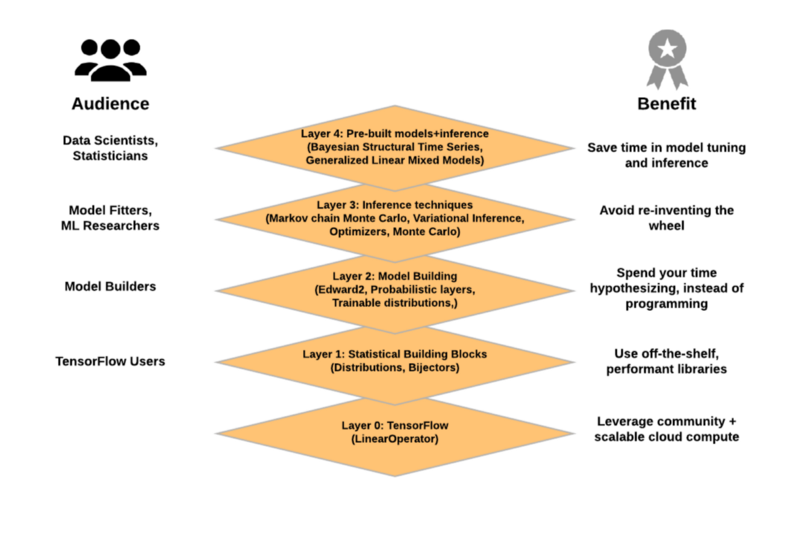 Audience
Benefit
Data Scientists,
Statisticians
Layer 4: Pre-built models+inference
(Bayesian Structural Time Series,
Generalized Linear Mixed Models)
Save time in model tuning
and inference
Model Fitters,
ML Researchers
Layer 3: Inference techniques
(Markov chain Monte Carlo, Variational Inference,
Optimizers, Monte Carlo)
Avoid re-inventing the
wheel
Model Builders
Layer 2: Model Building
(Edward2, Probabilistic layers,
Trainable distributions,)
Spend your time
hypothesizing, instead of
programming
TensorFlow Users
Layer 1: Statistical Building Blocks
(Distributions, Bijectors)
Use off-the-shelf,
performant libraries
Layer 0: TensorFlow
(LinearOperator)
Leverage community +
scalable cloud compute